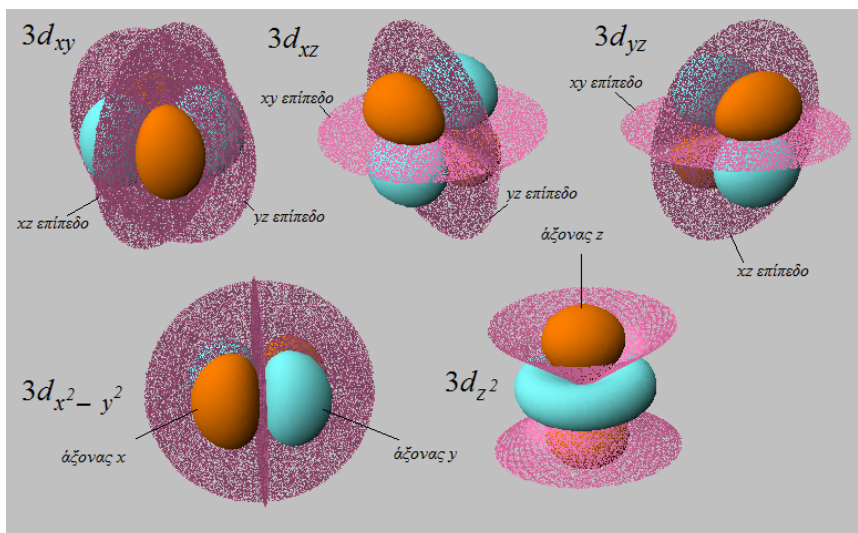 3d_xy
3d_xz
3d_yz
xy επίπεδο
xy επίπεδο
xz επίπεδο
yz επίπεδο
yz επίπεδο
xz επίπεδο
άξονας z
3d_x²− y²
3d_z²
άξονας x
άξονας y